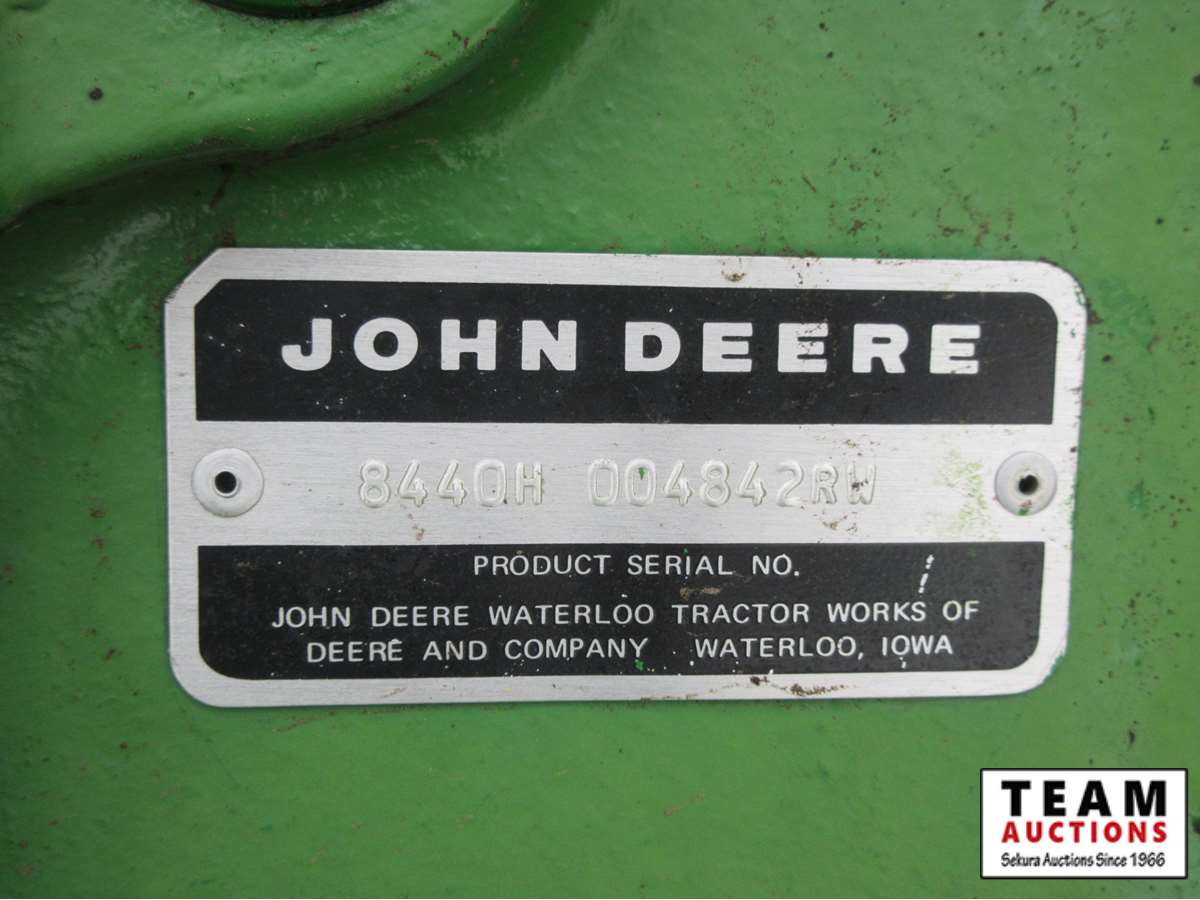 JOHN DEERE
8440H 004842RW
PRODUCT SERIAL NO.
JOHN DEERE WATERLOO TRACTOR WORKS OF
DEERE AND COMPANY WATERLOO, IOWA
TEAM
AUCTIONS
Sekura Auctions Since 1966